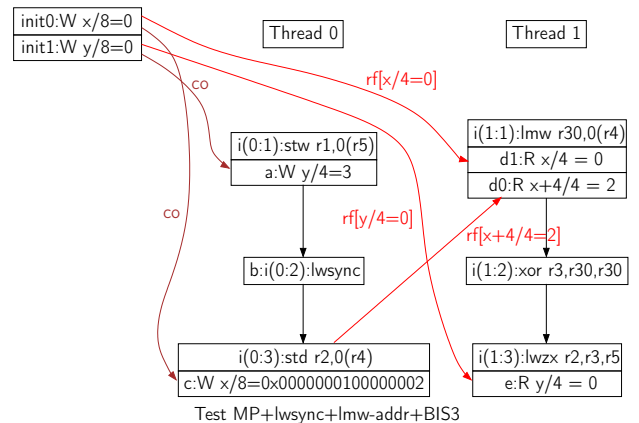 init0:W x/8=0
init1:W y/8=0
Thread 0
Thread 1
rf[x/4=0]
co
co
i(0:1):stw r1,0(r5)
a:W y/4=3
i(1:1):lmw r30,0(r4)
d1:R x/4 = 0
d0:R x+4/4 = 2
rf[y/4=0]
rf[x+4/4=2]
b:i(0:2):lwsync
i(1:2):xor r3,r30,r30
i(0:3):std r2,0(r4)
c:W x/8=0x0000000100000002
i(1:3):lwzx r2,r3,r5
e:R y/4 = 0
Test MP+lwsync+lmw-addr+BIS3